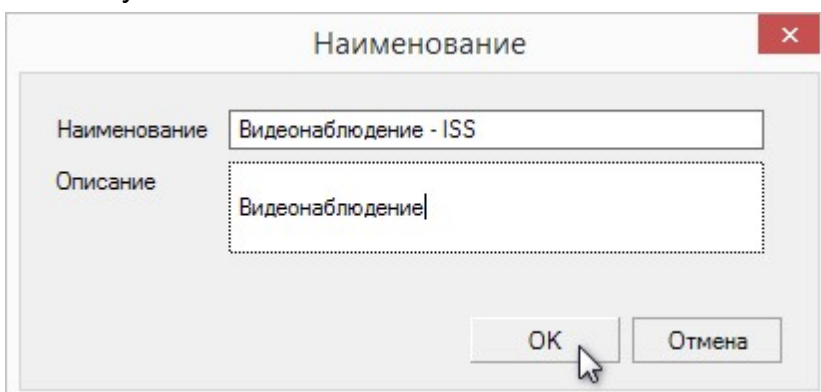 Наименование
Наименование Видеонаблюдение - ISS
Описание
Видеонаблюдение
OK Отмена